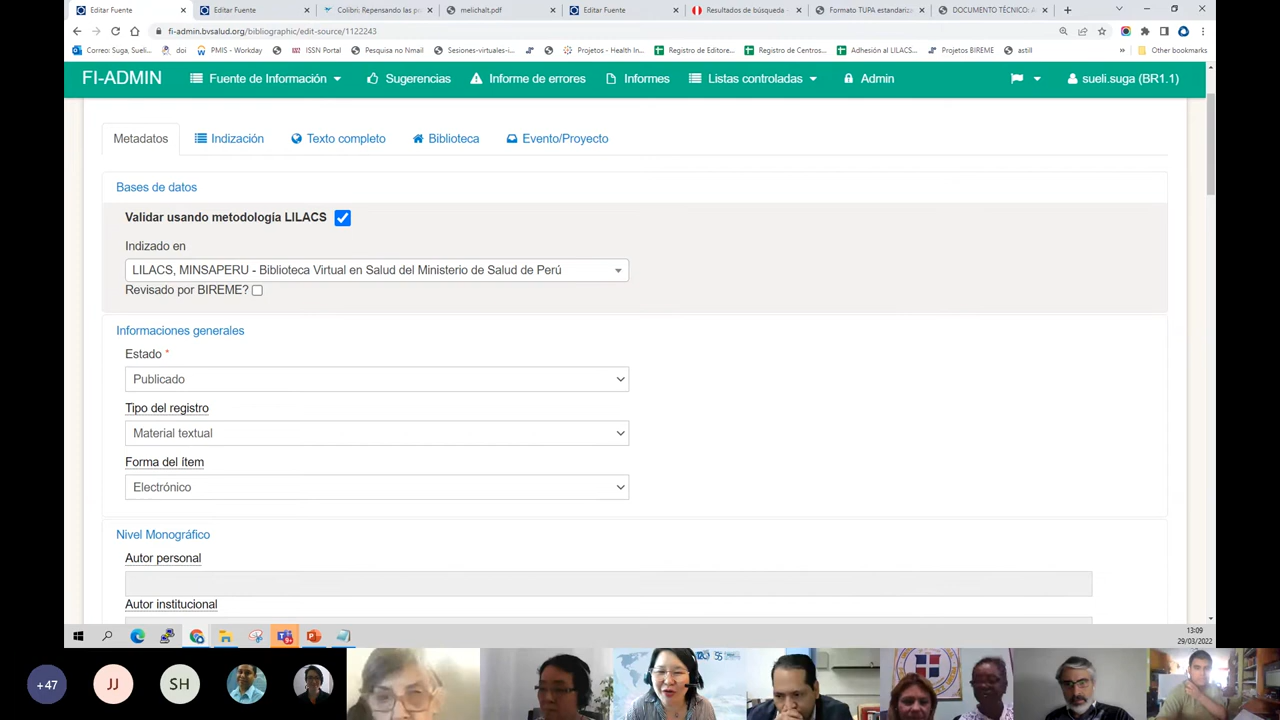 Editar Fuente
Editar Fuente
Colibri: Repensando las p
melichalt.pdf
Editar Fuente
Resultados de búsqueda
Formato TUPA estandariza
DOCUMENTO TÉCNICO: A
fi-admin.bvsalud.org/bibliographic/edit-source/1122243
Correo: Suga, Sueli...
doi
PMIS - Workday
ISSN Portal
Pesquisa no Nmail
Sesiones-virtuales-i...
Projetos - Health In...
Registro de Editore...
Registro de Centros...
Adhesión al LILACS...
Projetos BIREME
astill
»
Other bookmarks
FI-ADMIN
Fuente de Información
Sugerencias
Informe de errores
Informes
Listas controladas
Admin
sueli.suga (BR1.1)
Metadatos
Indización
Texto completo
Biblioteca
Evento/Proyecto
Bases de datos
Validar usando metodología LILACS
Indizado en
LILACS, MINSAPERU - Biblioteca Virtual en Salud del Ministerio de Salud de Perú
Revisado por BIREME?
Informaciones generales
Estado *
Publicado
Tipo del registro
Material textual
Forma del ítem
Electrónico
Nivel Monográfico
Autor personal
Autor institucional
13:09
29/03/2022
+47
JJ
SH